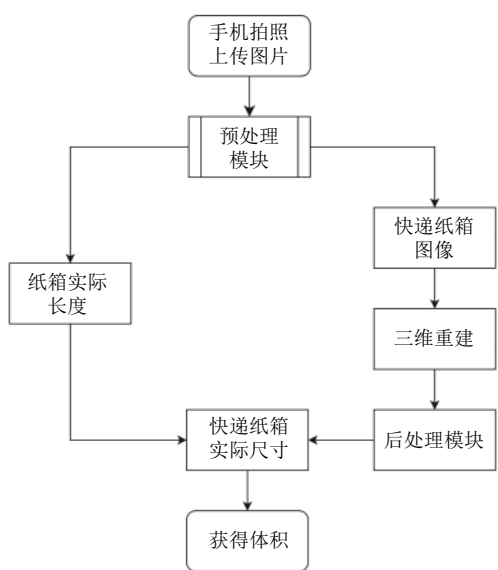 手机拍照
上传图片
预处理
模块
快递纸箱
图像
纸箱实际
长度
三维重建
快递纸箱
实际尺寸
后处理模块
获得体积